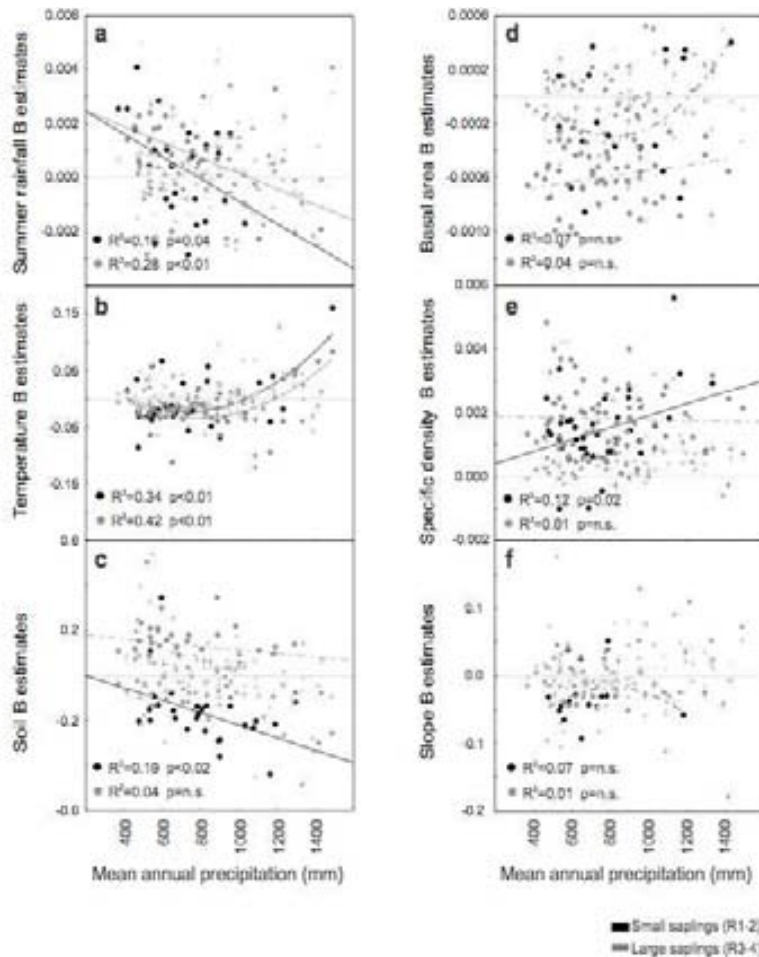 a
Summer rainfall B estimates
0.006
0.004
0.002
0.000
-0.002
R²=0.16 p=0.04
R²=0.28 p<0.01
b
Temperature B estimates
0.15
0.05
-0.05
-0.15
R²=0.34 p<0.01
R²=0.42 p<0.01
c
Soil B estimates
0.2
-0.2
R²=0.19 p<0.02
R²=0.04 p=n.s.
400
600
800
1000
1200
1400
Mean annual precipitation (mm)
d
Basal area B estimates
0.0006
0.0002
-0.0002
-0.0006
-0.0010
R²=0.07 p=n.s.
R²=0.04 p=n.s.
e
Specific density B estimates
0.006
0.004
0.002
0.000
-0.002
R²=0.12 p=0.02
R²=0.01 p=n.s.
f
Slope B estimates
0.1
0.0
-0.1
-0.2
R²=0.07 p=n.s.
R²=0.01 p=n.s.
400
600
800
1000
1200
1400
Mean annual precipitation (mm)
Small saplings (R1-2)
Large saplings (R3-4)